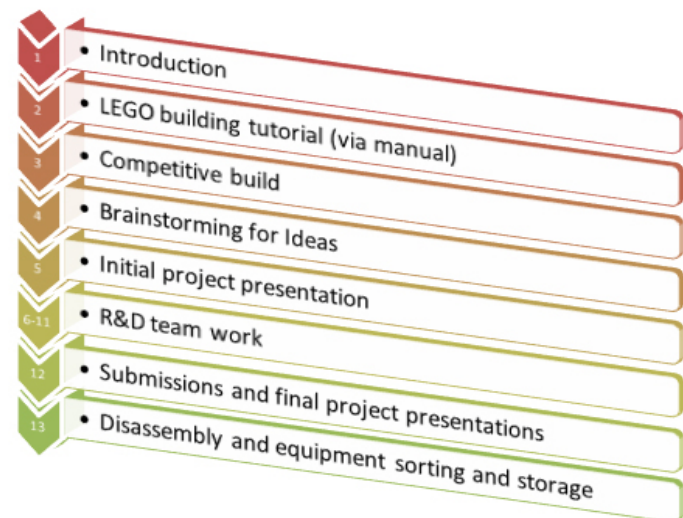 1
• Introduction
2
• LEGO building tutorial (via manual)
3
• Competitive build
4
• Brainstorming for Ideas
5
• Initial project presentation
6-11
• R&D team work
12
• Submissions and final project presentations
13
• Disassembly and equipment sorting and storage